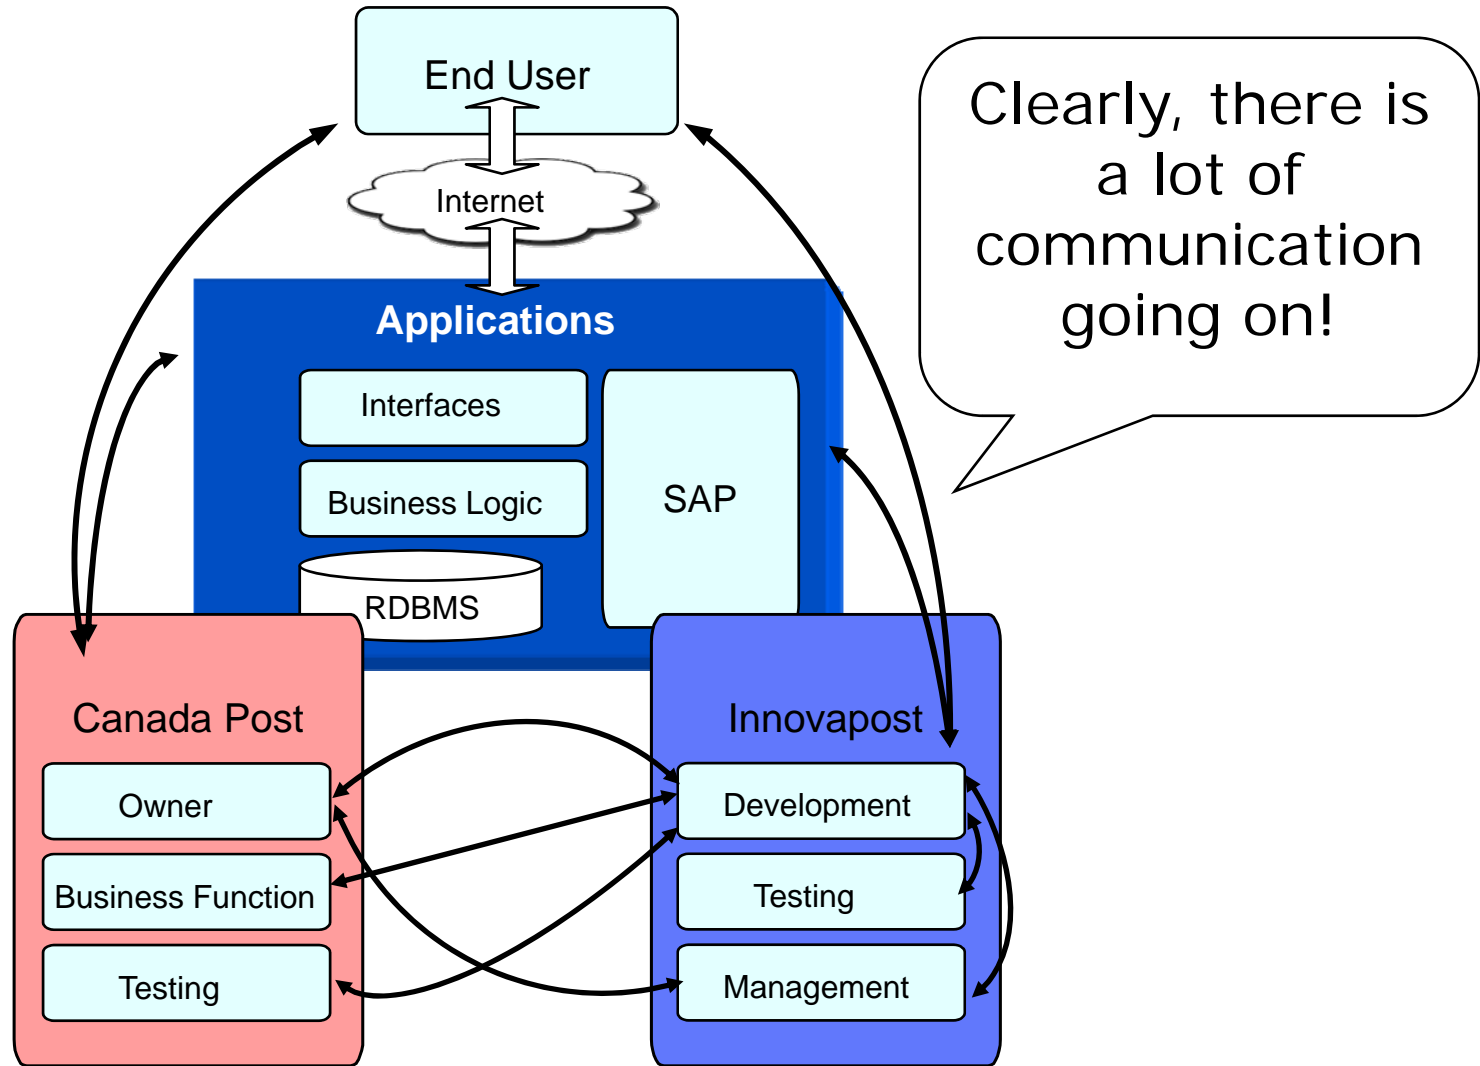 End User
Internet
Clearly, there is
a lot of
communication
going on!
Applications
Interfaces
Business Logic
RDBMS
SAP
Canada Post
Owner
Business Function
Testing
Innovapost
Development
Testing
Management